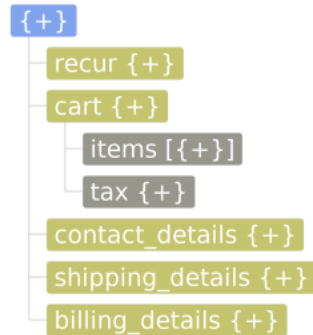 {+}
recur {+}
cart {+}
items [{+}]
tax {+}
contact_details {+}
shipping_details {+}
billing_details {+}